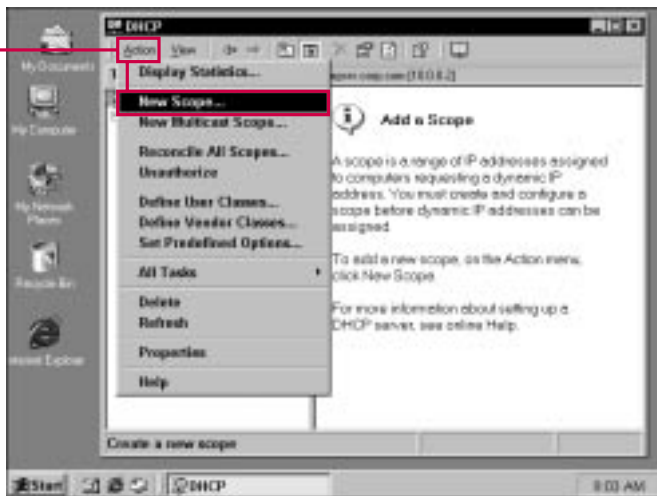 DHCP
My Documents
My Computer
My Network
Places
Recycle Bin
Internet Explorer
Action View
Display Statistics...
New Scope...
New Multicast Scope...
Reconcile All Scopes...
Unauthorize
Define User Classes...
Define Vendor Classes...
Set Predefined Options...
All Tasks
Delete
Refresh
Properties
Help
Add a Scope
A scope is a range of IP addresses assigned
to computers requesting a dynamic IP
address. You must create and configure a
scope before dynamic IP addresses can be
assigned.
To add a new scope, on the Action menu,
click New Scope.
For more information about setting up a
DHCP server, see online Help.
Create a new scope
Start
DHCP
8:03 AM